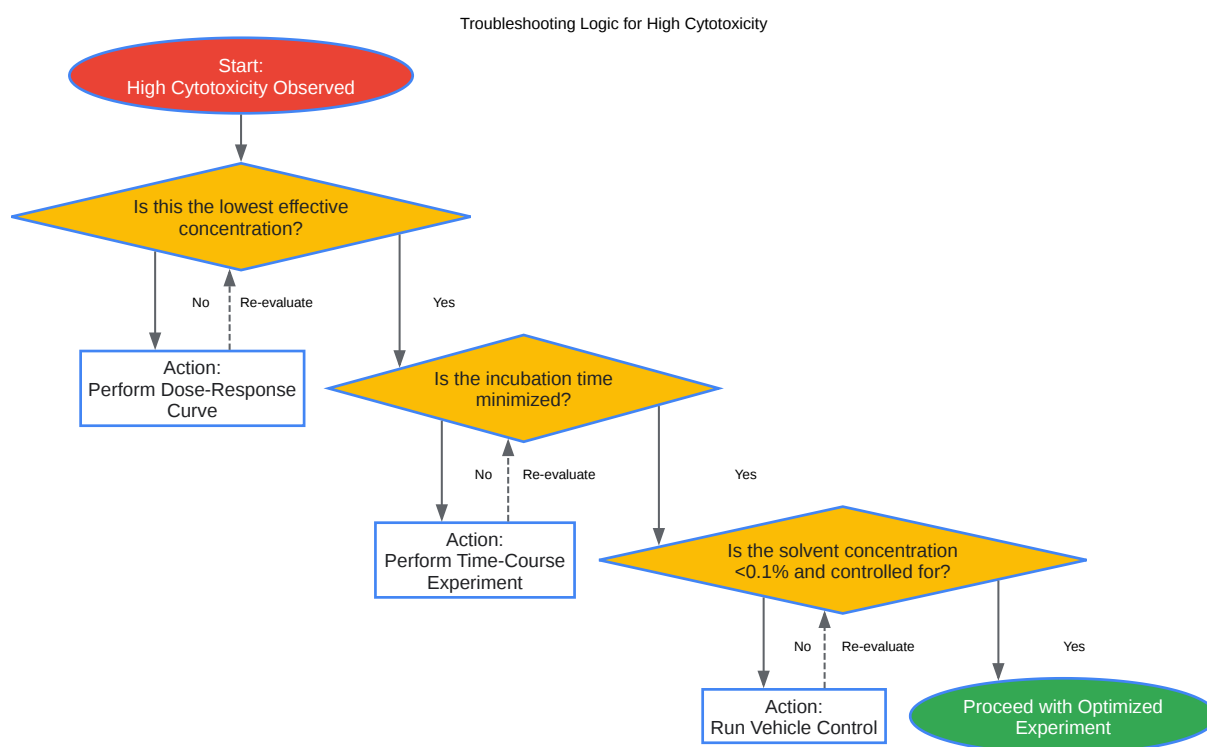 Troubleshooting Logic for High Cytotoxicity
Start:
High Cytotoxicity Observed
Is this the lowest effective
concentration?
No
Re-evaluate
Yes
Action:
Perform Dose-Response
Curve
Is the incubation time
minimized?
No
Re-evaluate
Yes
Action:
Perform Time-Course
Experiment
Is the solvent concentration
<0.1% and controlled for?
No
Re-evaluate
Yes
Action:
Run Vehicle Control
Proceed with Optimized
Experiment